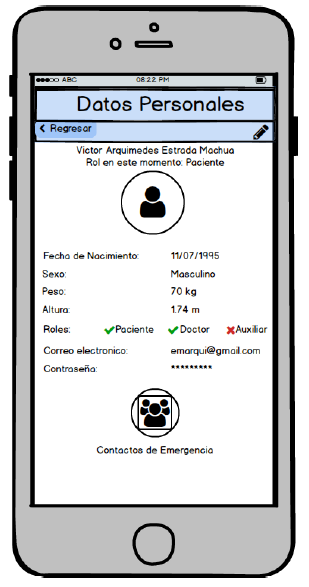 ABC 08:22 PM
Datos Personales
Regresar
Victor Arquimedes Estrada Machua
Rol en este momento: Paciente
Fecha de Nacimiento: 11/07/1995
Sexo: Masculino
Peso: 70 kg
Altura: 1.74 m
Roles: Paciente Doctor Auxiliar
Correo electronico: emarqui@gmail.com
Contraseña: *********
Contactos de Emergencia